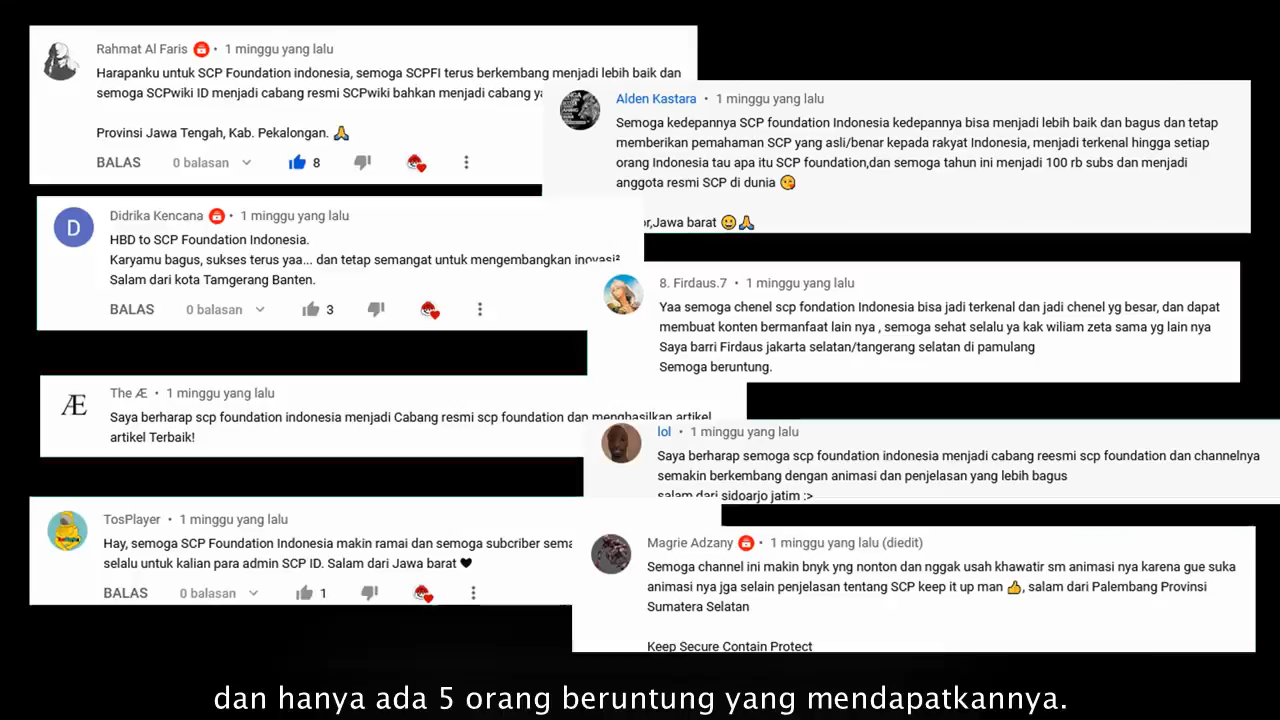 Rahmat Al Faris • 1 minggu yang lalu
Harapanku untuk SCP Foundation indonesia, semoga SCPFI terus berkembang menjadi lebih baik dan
semoga SCPwiki ID menjadi cabang resmi SCPwiki bahkan menjadi cabang
Provinsi Jawa Tengah, Kab. Pekalongan. 🙏
BALAS 0 balasan 8
Alden Kastara • 1 minggu yang lalu
Semoga kedepannya SCP foundation Indonesia kedepannya bisa menjadi lebih baik dan bagus dan tetap
memberikan pemahaman SCP yang asli/benar kepada rakyat Indonesia, menjadi terkenal hingga setiap
orang Indonesia tau apa itu SCP foundation,dan semoga tahun ini menjadi 100 rb subs dan menjadi
anggota resmi SCP di dunia 😘
,Jawa barat 🙂🙏
D
Didrika Kencana • 1 minggu yang lalu
HBD to SCP Foundation Indonesia.
Karyamu bagus, sukses terus yaa... dan tetap semangat untuk mengembangkan inovasi²
Salam dari kota Tamgerang Banten.
BALAS 0 balasan 3
8. Firdaus.7 • 1 minggu yang lalu
Yaa semoga chenel scp fondation Indonesia bisa jadi terkenal dan jadi chenel yg besar, dan dapat
membuat konten bermanfaat lain nya , semoga sehat selalu ya kak wiliam zeta sama yg lain nya
Saya barri Firdaus jakarta selatan/tangerang selatan di pamulang
Semoga beruntung.
Æ
The Æ • 1 minggu yang lalu
Saya berharap scp foundation indonesia menjadi Cabang resmi scp foundation dan menghasilkan artikel
artikel Terbaik!
lol • 1 minggu yang lalu
Saya berharap semoga scp foundation indonesia menjadi cabang reesmi scp foundation dan channelnya
semakin berkembang dengan animasi dan penjelasan yang lebih bagus
salam dari sidoarjo jatim :>
TosPlayer • 1 minggu yang lalu
Hay, semoga SCP Foundation Indonesia makin ramai dan semoga subcriber
selalu untuk kalian para admin SCP ID. Salam dari Jawa barat 🖤
BALAS 0 balasan 1
Magrie Adzany • 1 minggu yang lalu (diedit)
Semoga channel ini makin bnyk yng nonton dan nggak usah khawatir sm animasi nya karena gue suka
animasi nya jga selain penjelasan tentang SCP keep it up man 👍, salam dari Palembang Provinsi
Sumatera Selatan
Keep Secure Contain Protect
dan hanya ada 5 orang beruntung yang mendapatkannya.